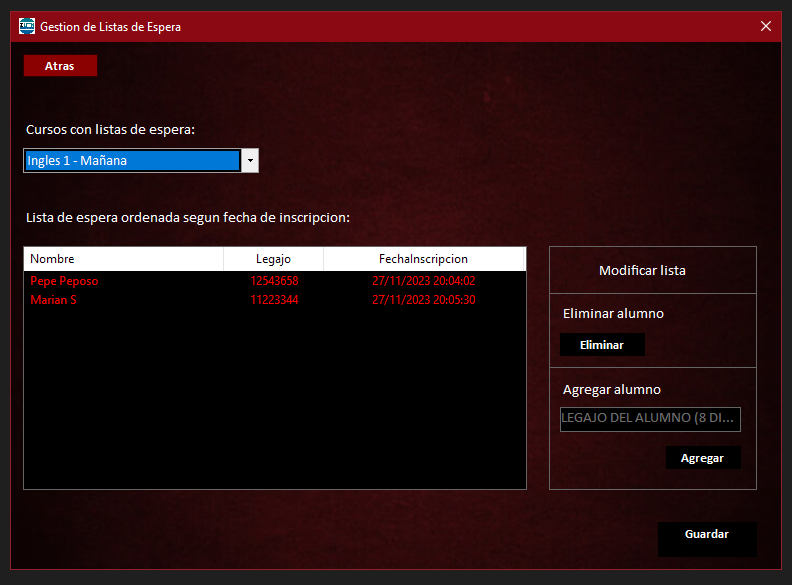 Gestion de Listas de Espera
Atras
Cursos con listas de espera:
Ingles 1 - Mañana
Lista de espera ordenada segun fecha de inscripcion:
Nombre Legajo FechaInscripcion
Pepe Peposo 12543658 27/11/2023 20:04:02
Marian S 11223344 27/11/2023 20:05:30
Modificar lista
Eliminar alumno
Eliminar
Agregar alumno
LEGAJO DEL ALUMNO (8 DI...
Agregar
Guardar